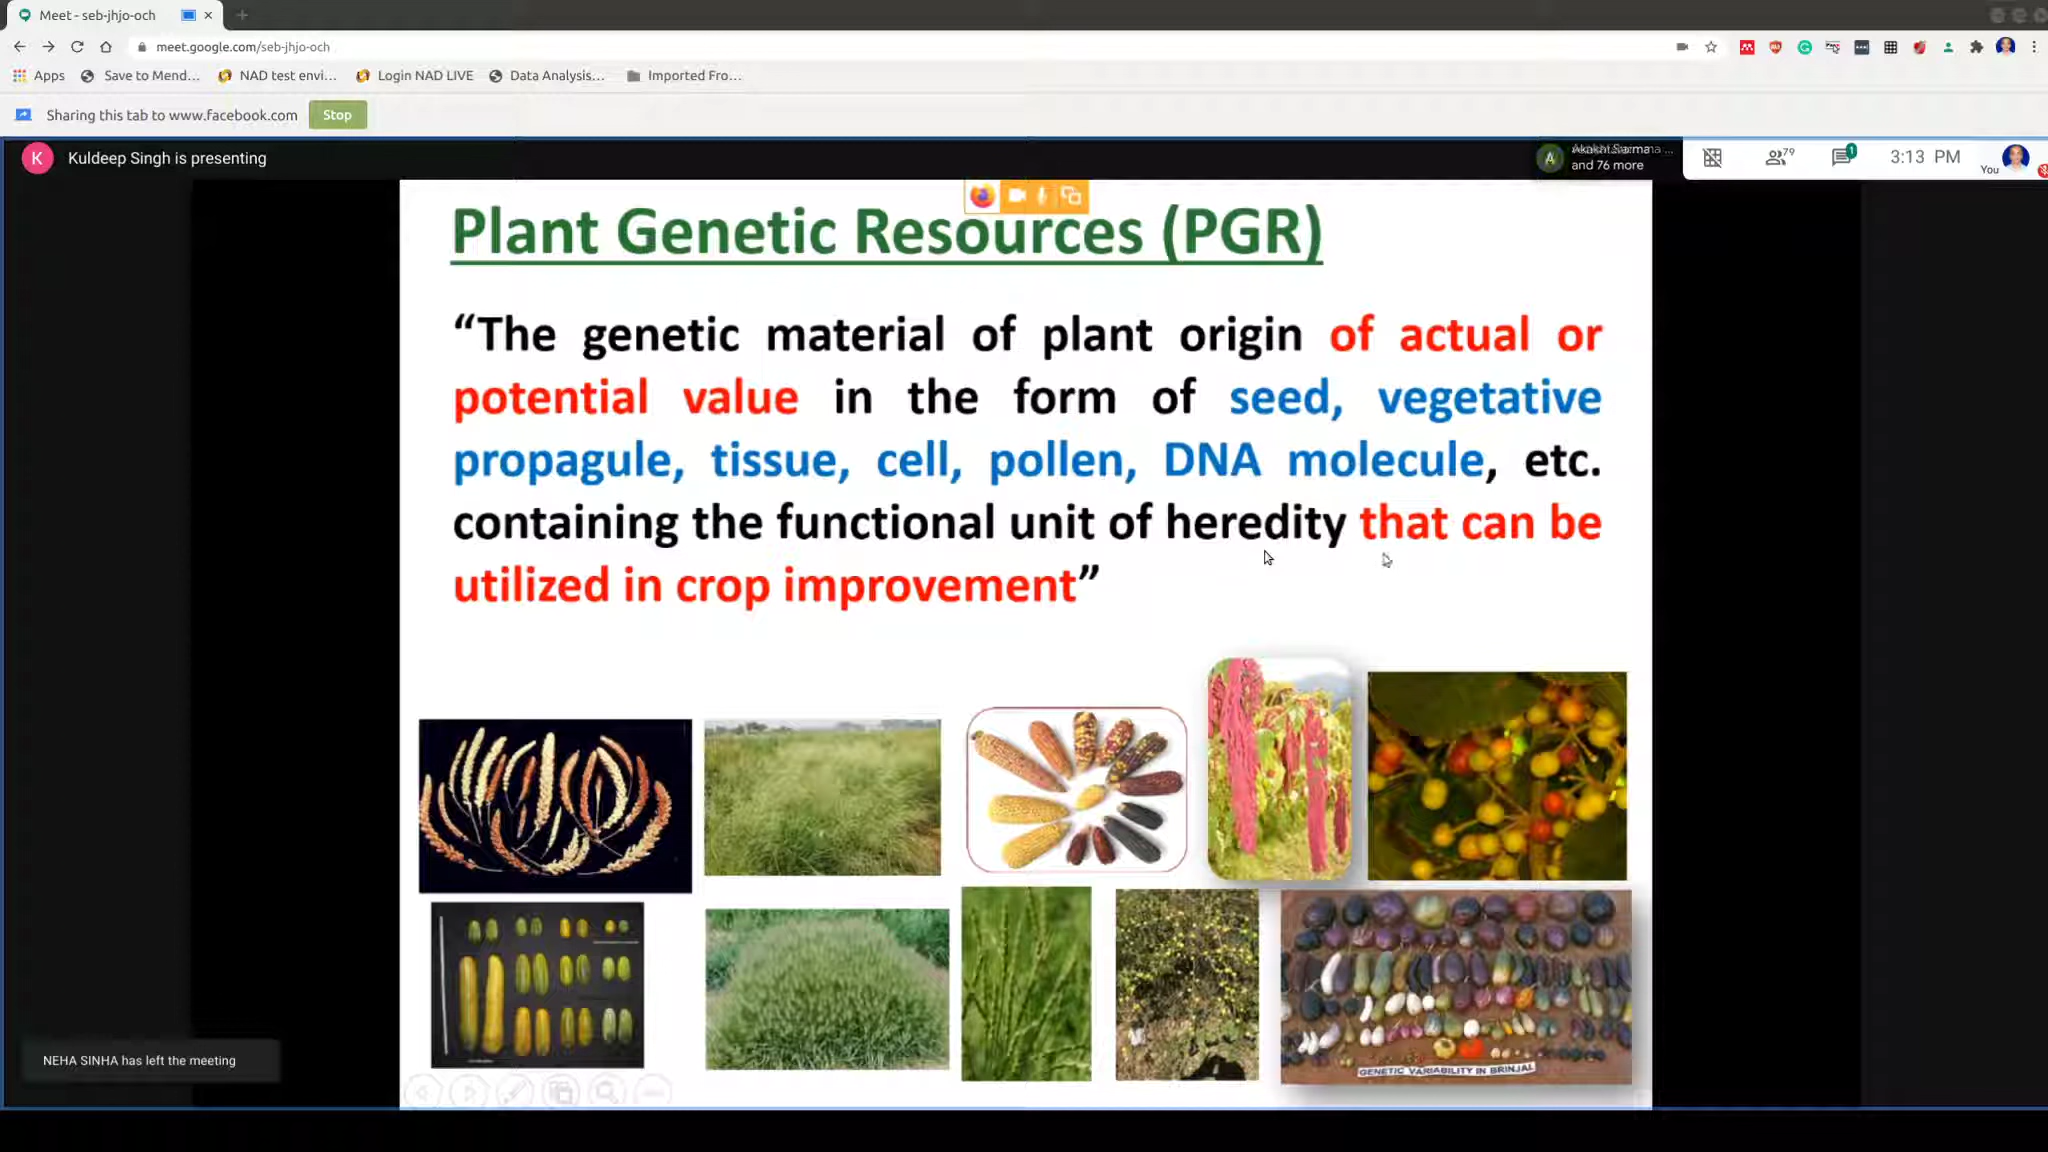 Meet - seb-jhjo-och
meet.google.com/seb-jhjo-och
Apps Save to Mend... NAD test envi... Login NAD LIVE Data Analysis... Imported Fro...
Sharing this tab to www.facebook.com Stop
K Kuldeep Singh is presenting
A and 76 more
79 1 3:13 PM You
Plant Genetic Resources (PGR)
“The genetic material of plant origin of actual or
potential value in the form of seed, vegetative
propagule, tissue, cell, pollen, DNA molecule, etc.
containing the functional unit of heredity that can be
utilized in crop improvement”
GENETIC VARIABILITY IN BRINJAL
NEHA SINHA has left the meeting